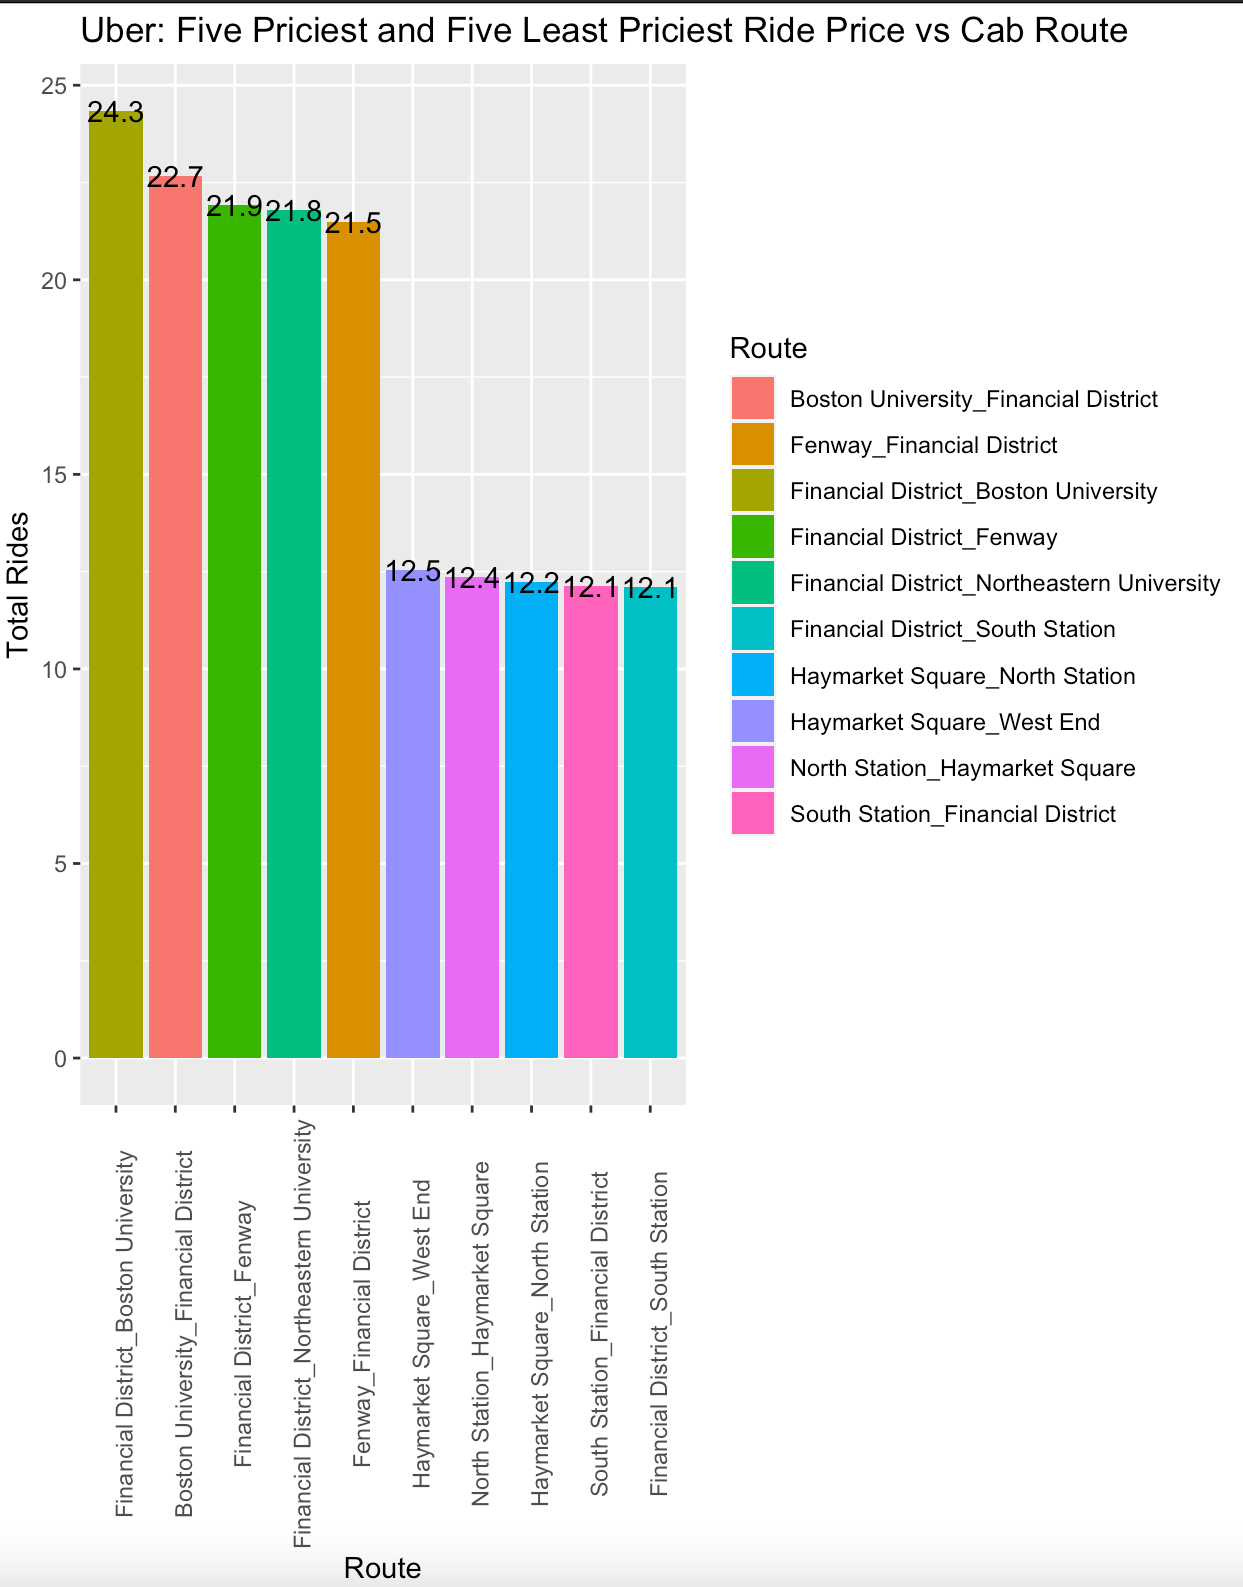 Uber: Five Priciest and Five Least Priciest Ride Price vs Cab Route
25
20
15
10
5
0
Total Rides
24.3
22.7
21.9
21.8
21.5
12.5
12.4
12.2
12.1
12.1
Financial District_Boston University
Boston University_Financial District
Financial District_Fenway
Financial District_Northeastern University
Fenway_Financial District
Haymarket Square_West End
North Station_Haymarket Square
Haymarket Square_North Station
South Station_Financial District
Financial District_South Station
Route
Route
Boston University_Financial District
Fenway_Financial District
Financial District_Boston University
Financial District_Fenway
Financial District_Northeastern University
Financial District_South Station
Haymarket Square_North Station
Haymarket Square_West End
North Station_Haymarket Square
South Station_Financial District